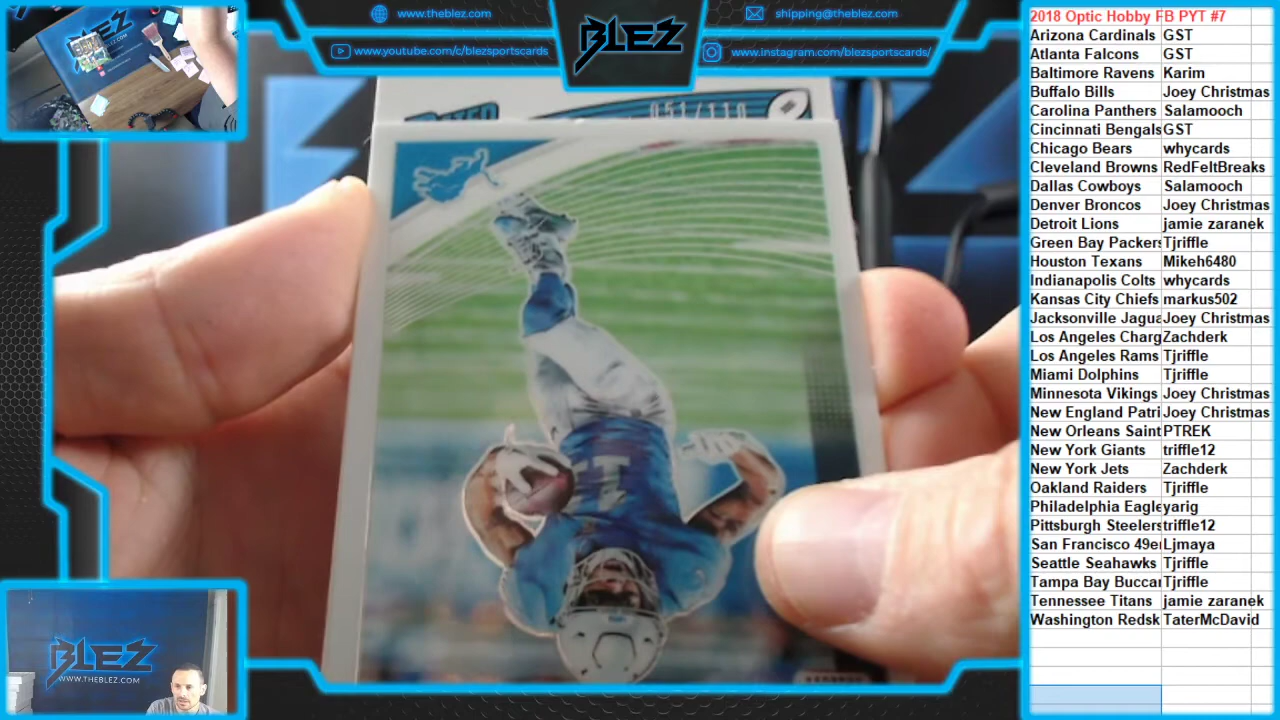 www.theblez.com
www.youtube.com/c/blezsportscards
BLEZ
shipping@theblez.com
www.instagram.com/blezsportscards/
051/110
11
BLEZ
WWW.THEBLEZ.COM
2018 Optic Hobby FB PYT #7
Arizona Cardinals GST
Atlanta Falcons GST
Baltimore Ravens Karim
Buffalo Bills Joey Christmas
Carolina Panthers Salamooch
Cincinnati Bengals GST
Chicago Bears whycards
Cleveland Browns RedFeltBreaks
Dallas Cowboys Salamooch
Denver Broncos Joey Christmas
Detroit Lions jamie zaranek
Green Bay Packers Tjriffle
Houston Texans Mikeh6480
Indianapolis Colts whycards
Kansas City Chiefs markus502
Jacksonville Jagua Joey Christmas
Los Angeles Charg Zachderk
Los Angeles Rams Tjriffle
Miami Dolphins Tjriffle
Minnesota Vikings Joey Christmas
New England Patri Joey Christmas
New Orleans Saint PTREK
New York Giants triffle12
New York Jets Zachderk
Oakland Raiders Tjriffle
Philadelphia Eagle yarig
Pittsburgh Steelers triffle12
San Francisco 49e Ljmaya
Seattle Seahawks Tjriffle
Tampa Bay Bucca Tjriffle
Tennessee Titans jamie zaranek
Washington Redsk TaterMcDavid